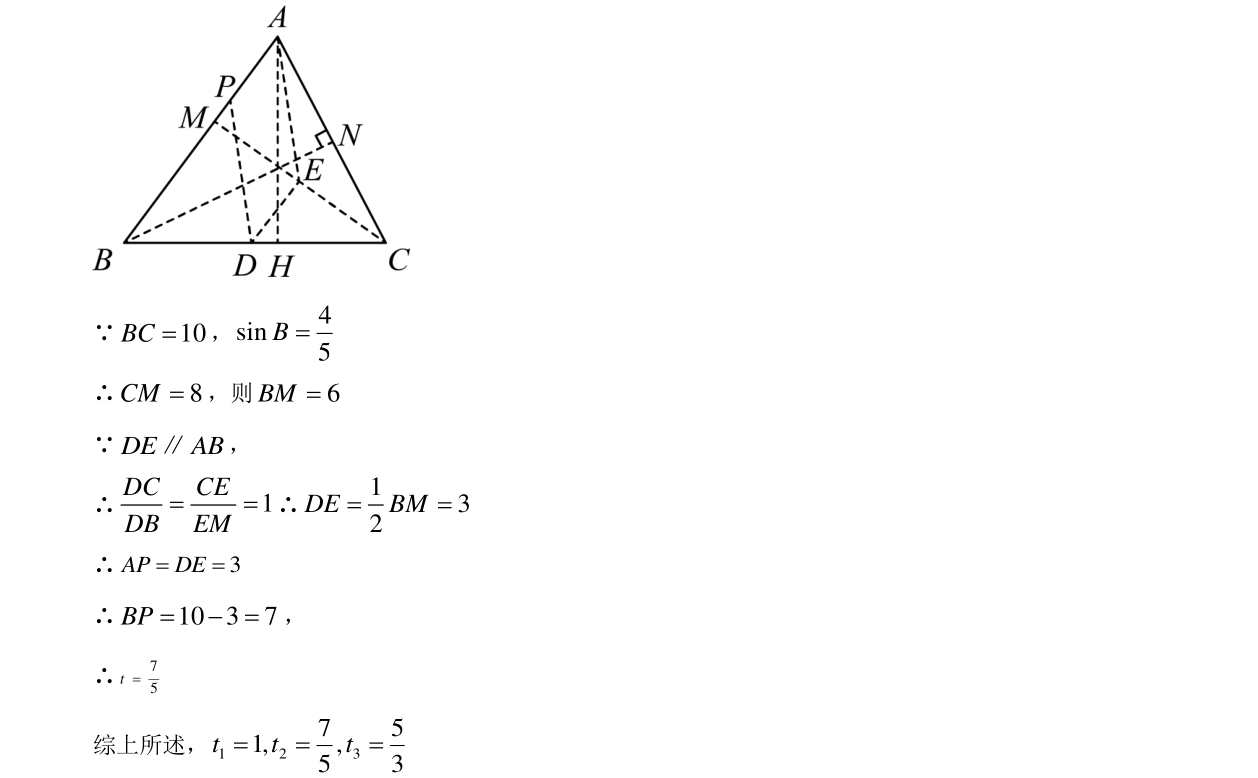 A
P
M
N
E
B
D H
C
∵ BC =10， sin B = 4/5
∴ CM = 8，则 BM = 6
∵ DE // AB，
∴ DC/DB = CE/EM =1 ∴ DE = 1/2 BM = 3
∴ AP = DE = 3
∴ BP =10−3=7，
∴ t = 7/5
综上所述，t₁ =1, t₂ = 7/5, t₃ = 5/3